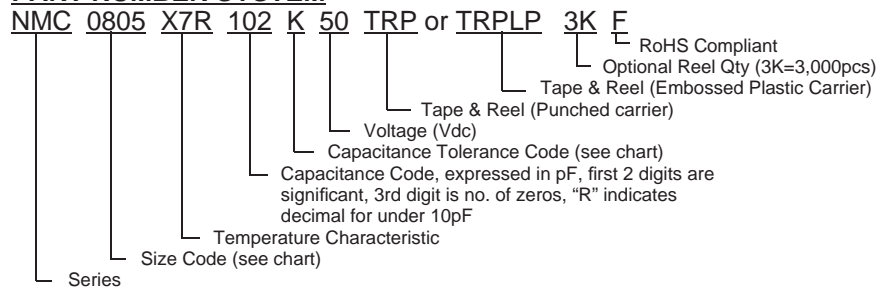 NMC 0805 X7R 102 K 50 TRP or TRPLP 3K F
RoHS Compliant
Optional Reel Qty (3K=3,000pcs)
Tape & Reel (Embossed Plastic Carrier)
Tape & Reel (Punched carrier)
Voltage (Vdc)
Capacitance Tolerance Code (see chart)
Capacitance Code, expressed in pF, first 2 digits are
significant, 3rd digit is no. of zeros, “R” indicates
decimal for under 10pF
Temperature Characteristic
Size Code (see chart)
Series